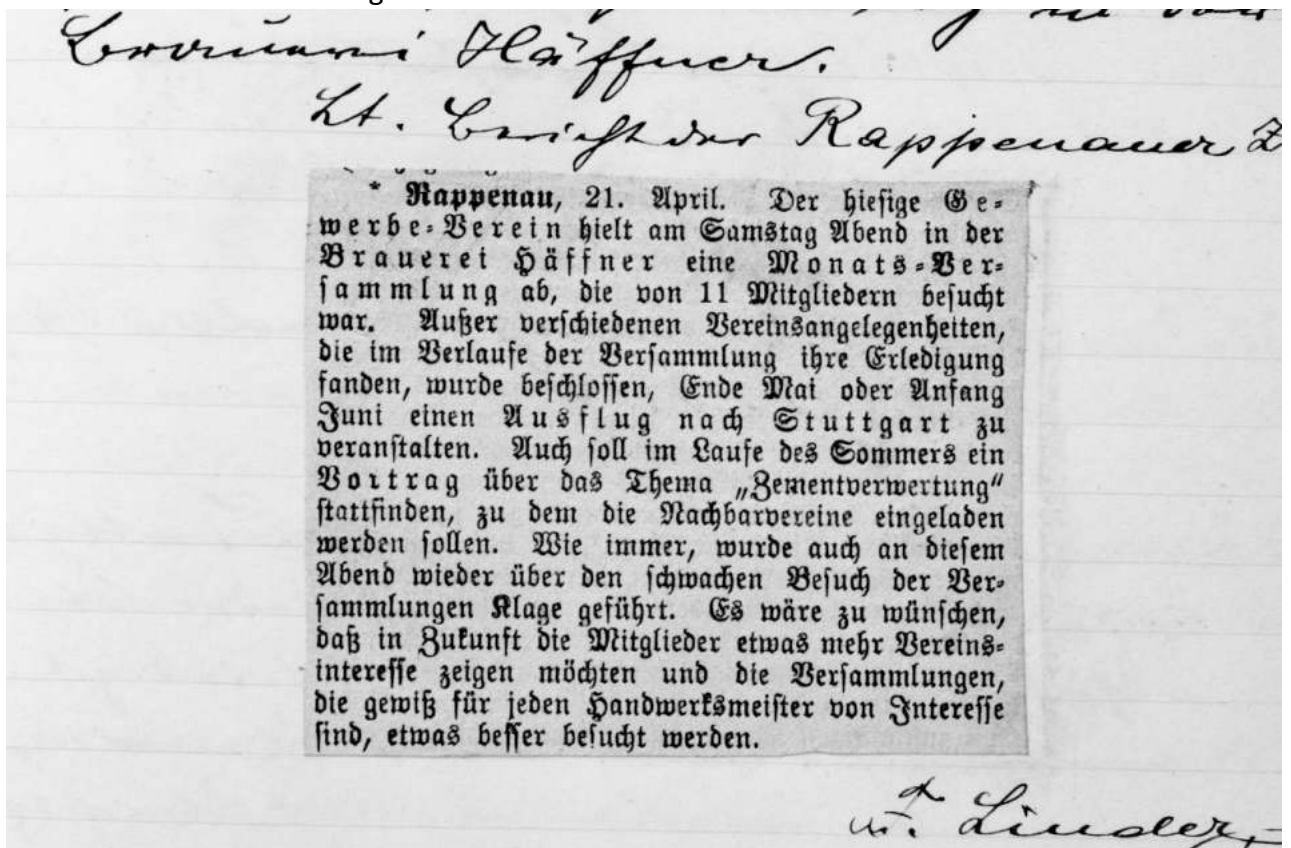 Brauerei Häffner.
Lt. Bericht der Rappenauer Z
* Rappenau, 21. April. Der hiesige Ge-
werbe-Verein hielt am Samstag Abend in der
Brauerei Häffner eine Monats-Ver-
sammlung ab, die von 11 Mitgliedern besucht
war. Außer verschiedenen Vereinsangelegenheiten,
die im Verlaufe der Versammlung ihre Erledigung
fanden, wurde beschlossen, Ende Mai oder Anfang
Juni einen Ausflug nach Stuttgart zu
veranstalten. Auch soll im Laufe des Sommers ein
Vortrag über das Thema „Zementverwertung“
stattfinden, zu dem die Nachbarvereine eingeladen
werden sollen. Wie immer, wurde auch an diesem
Abend wieder über den schwachen Besuch der Ver-
sammlungen Klage geführt. Es wäre zu wünschen,
daß in Zukunft die Mitglieder etwas mehr Vereins-
interesse zeigen möchten und die Versammlungen,
die gewiß für jeden Handwerksmeister von Interesse
sind, etwas besser besucht werden.
Linder